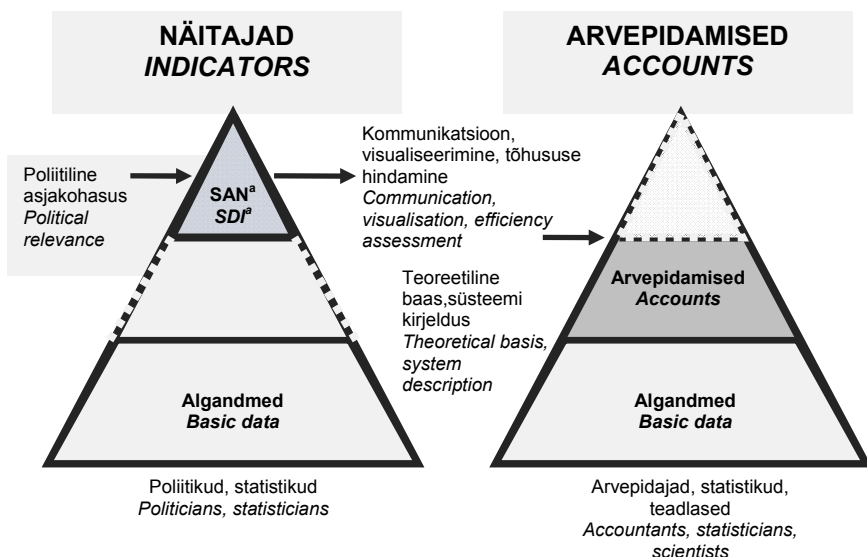 NÄITAJAD
INDICATORS
ARVEPIDAMISED
ACCOUNTS
Poliitiline
asjakohasus
Political
relevance
SANᵃ
SDIᵃ
Kommunikatsioon,
visualiseerimine, tõhususe
hindamine
Communication,
visualisation, efficiency
assessment
Teoreetiline
baas,süsteemi
kirjeldus
Theoretical basis,
system
description
Arvepidamised
Accounts
Algandmed
Basic data
Algandmed
Basic data
Poliitikud, statistikud
Politicians, statisticians
Arvepidajad, statistikud,
teadlased
Accountants, statisticians,
scientists